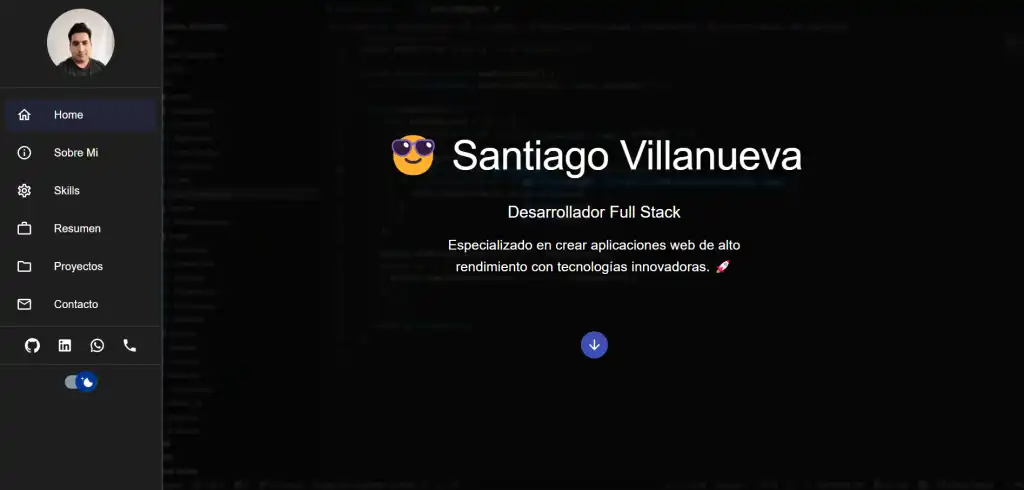 Home
Sobre Mi
Skills
Resumen
Proyectos
Contacto
😎 Santiago Villanueva
Desarrollador Full Stack
Especializado en crear aplicaciones web de alto
rendimiento con tecnologías innovadoras. 🚀